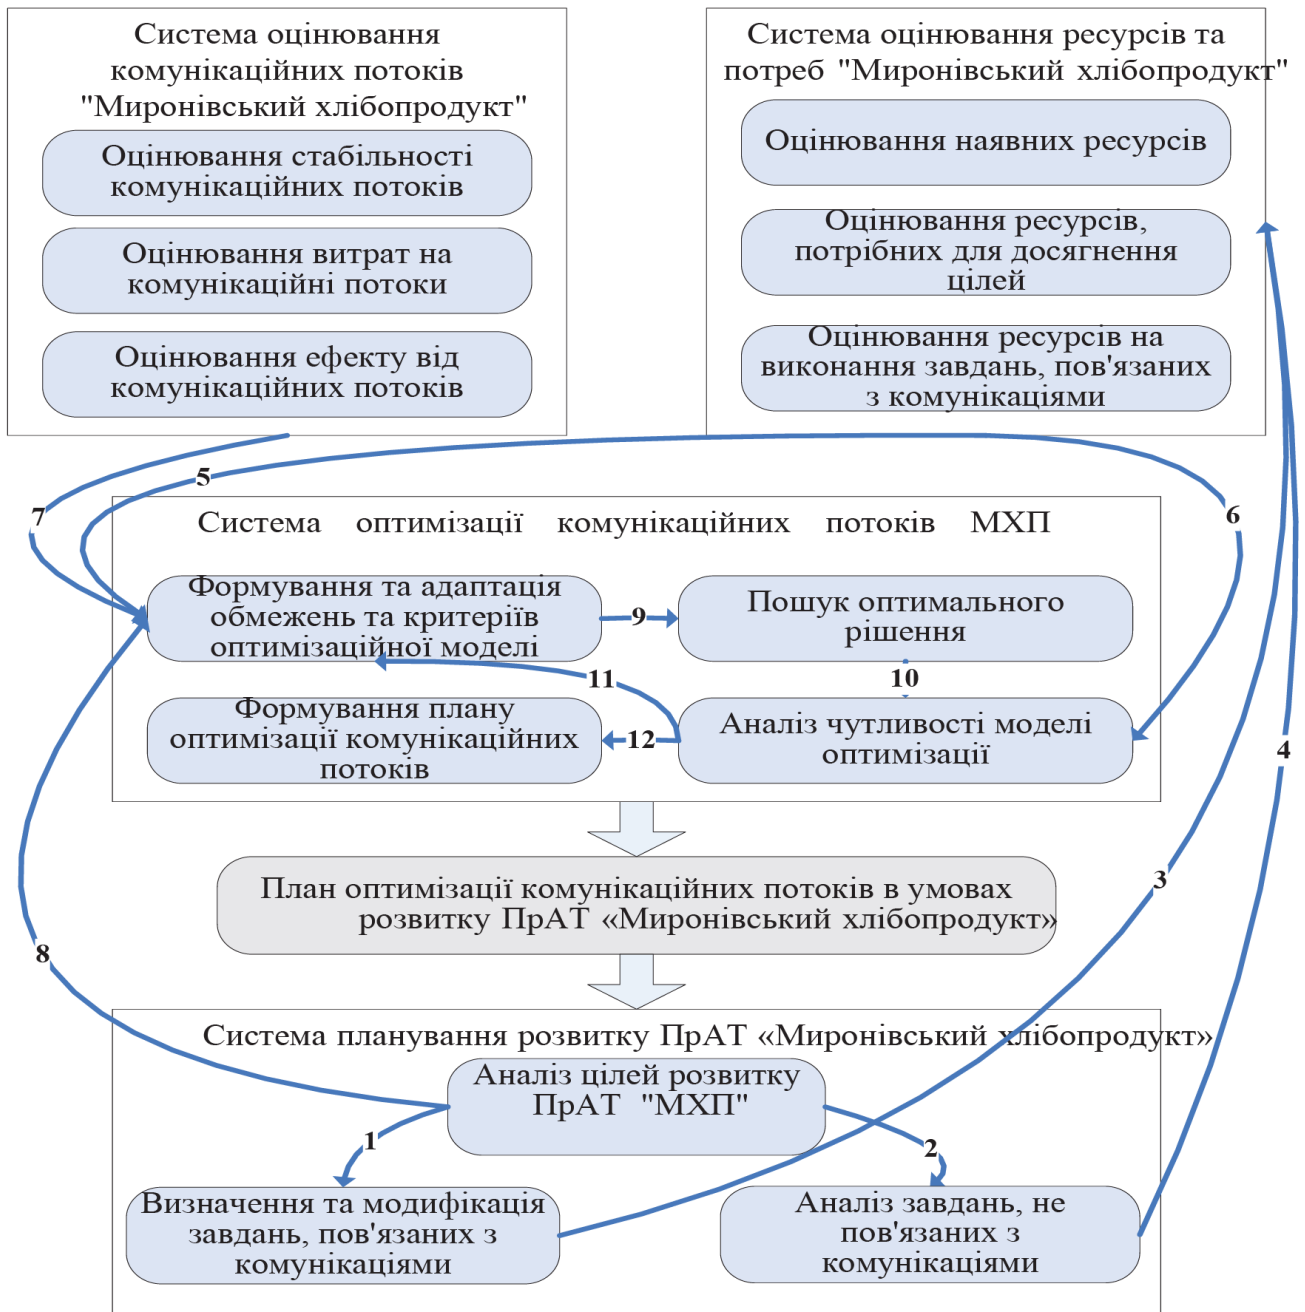 Система оцінювання
комунікаційних потоків
"Миронівський хлібопродукт"
Оцінювання стабільності
комунікаційних потоків
Оцінювання витрат на
комунікаційні потоки
Оцінювання ефекту від
комунікаційних потоків
Система оцінювання ресурсів та
потреб "Миронівський хлібопродукт"
Оцінювання наявних ресурсів
Оцінювання ресурсів,
потрібних для досягнення
цілей
Оцінювання ресурсів на
виконання завдань, пов'язаних
з комунікаціями
5
7
6
Система оптимізації комунікаційних потоків МХП
Формування та адаптація
обмежень та критеріїв
оптимізаційної моделі
9
Пошук оптимального
рішення
11
10
Формування плану
оптимізації комунікаційних
потоків
12
Аналіз чутливості моделі
оптимізації
4
План оптимізації комунікаційних потоків в умовах
розвитку ПрАТ «Миронівський хлібопродукт»
3
8
Система планування розвитку ПрАТ «Миронівський хлібопродукт»
Аналіз цілей розвитку
ПрАТ "МХП"
1
2
Визначення та модифікація
завдань, пов'язаних з
комунікаціями
Аналіз завдань, не
пов'язаних з
комунікаціями